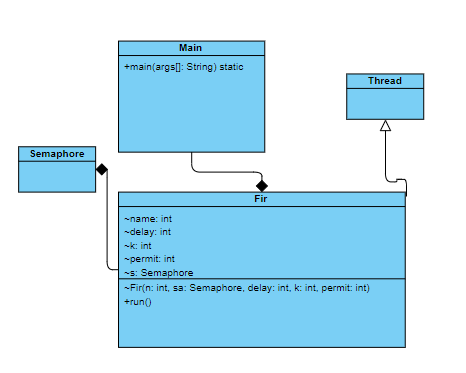 Main
+main(args[]: String) static
Thread
Semaphore
Fir
~name: int
~delay: int
~k: int
~permit: int
~s: Semaphore
~Fir(n: int, sa: Semaphore, delay: int, k: int, permit: int)
+run()